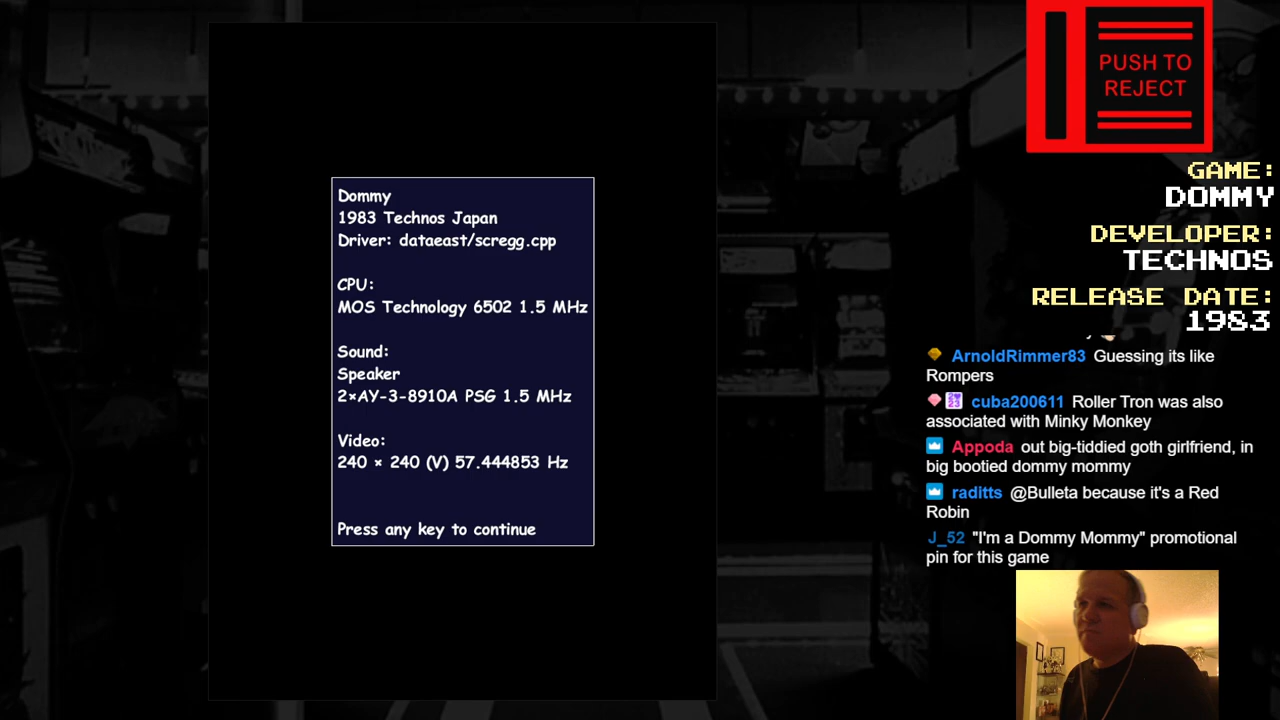 Dommy
1983 Technos Japan
Driver: dataeast/scregg.cpp
CPU:
MOS Technology 6502 1.5 MHz
Sound:
Speaker
2×AY-3-8910A PSG 1.5 MHz
Video:
240 × 240 (V) 57.444853 Hz
Press any key to continue
PUSH TO
REJECT
GAME:
DOMMY
DEVELOPER:
TECHNOS
RELEASE DATE:
1983
ArnoldRimmer83 Guessing its like
Rompers
cuba200611 Roller Tron was also
associated with Minky Monkey
Appoda out big-tiddied goth girlfriend, in
big bootied dommy mommy
raditts @Bulleta because it's a Red
Robin
J_52 "I'm a Dommy Mommy" promotional
pin for this game